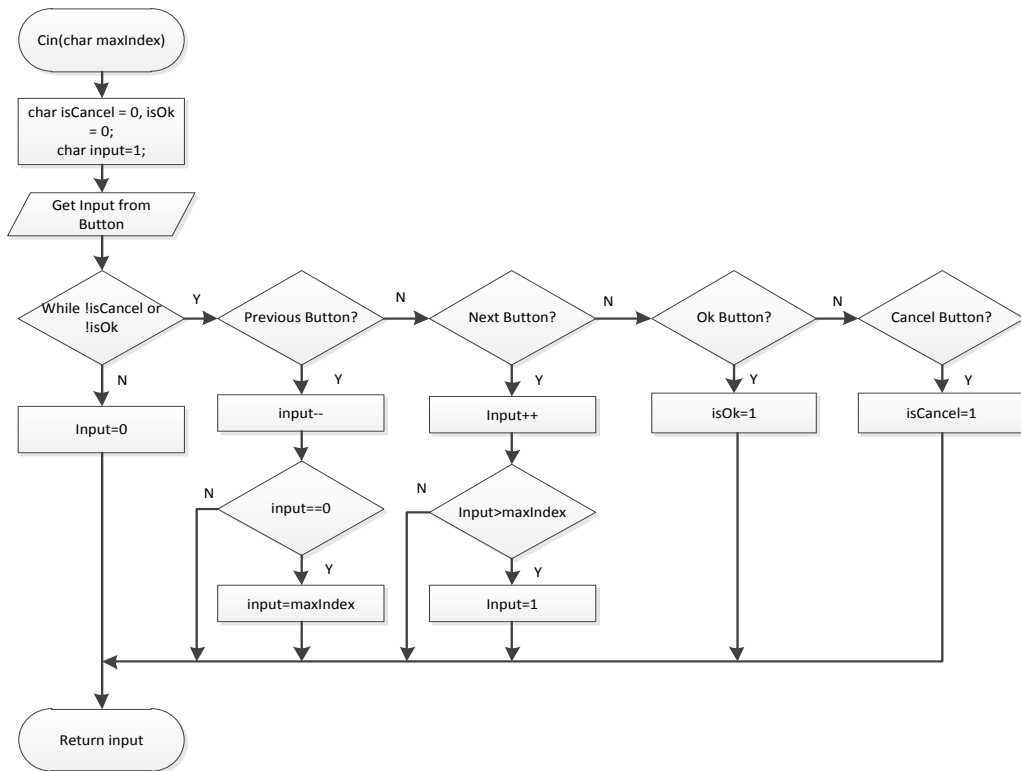 Cin(char maxIndex)
char isCancel = 0, isOk
= 0;
char input=1;
Get Input from
Button
While !isCancel or
!isOk
Y
Previous Button?
N
Next Button?
N
Ok Button?
N
Cancel Button?
N
Y
Y
Y
Y
Input=0
input--
Input++
isOk=1
isCancel=1
N
input==0
N
Input>maxIndex
Y
Y
input=maxIndex
Input=1
Return input